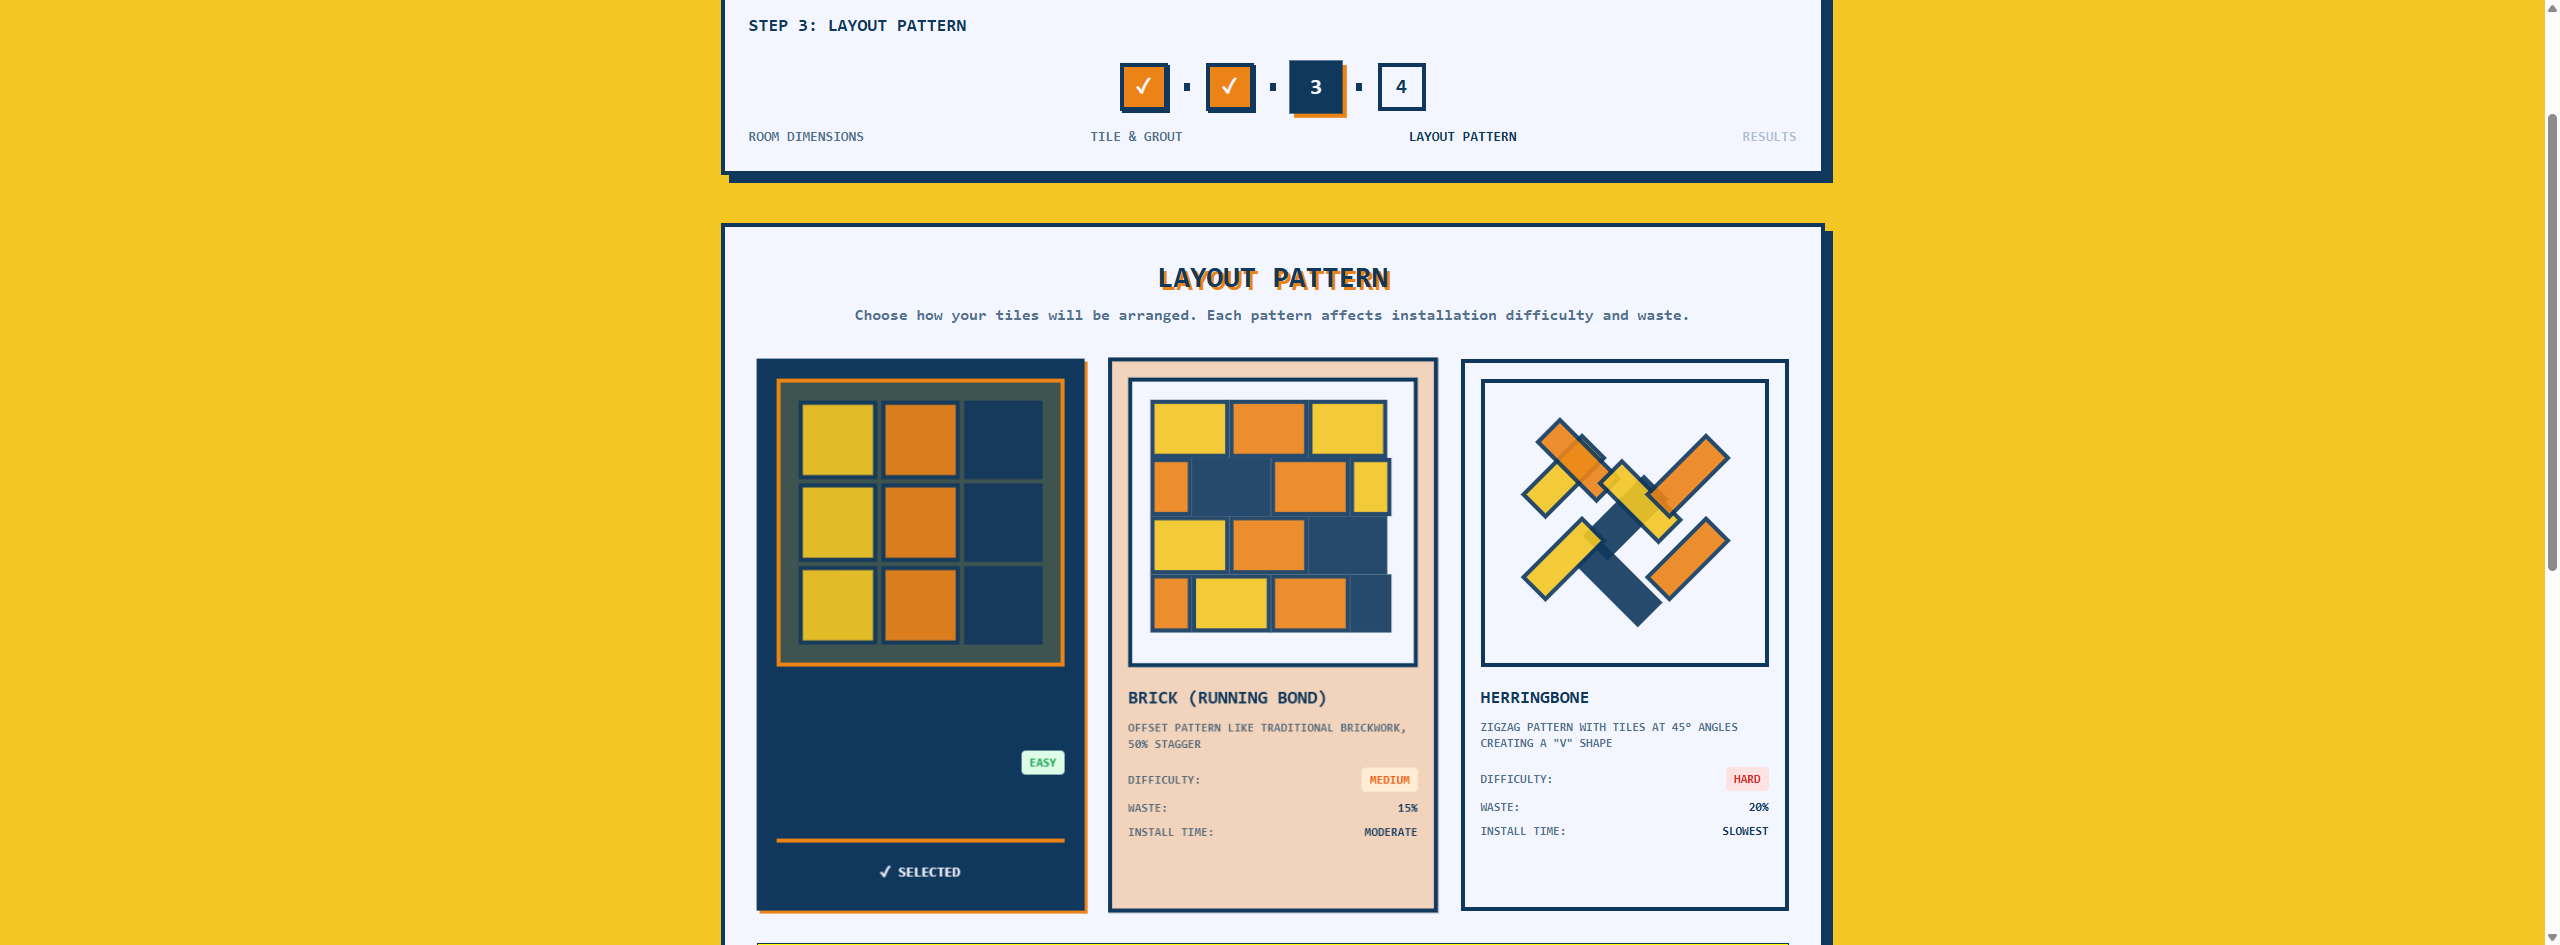 STEP 3: LAYOUT PATTERN
✓ ✓ 3 4
ROOM DIMENSIONS TILE & GROUT LAYOUT PATTERN RESULTS
LAYOUT PATTERN
Choose how your tiles will be arranged. Each pattern affects installation difficulty and waste.
EASY
✓ SELECTED
BRICK (RUNNING BOND)
OFFSET PATTERN LIKE TRADITIONAL BRICKWORK,
50% STAGGER
DIFFICULTY: MEDIUM
WASTE: 15%
INSTALL TIME: MODERATE
HERRINGBONE
ZIGZAG PATTERN WITH TILES AT 45° ANGLES
CREATING A "V" SHAPE
DIFFICULTY: HARD
WASTE: 20%
INSTALL TIME: SLOWEST